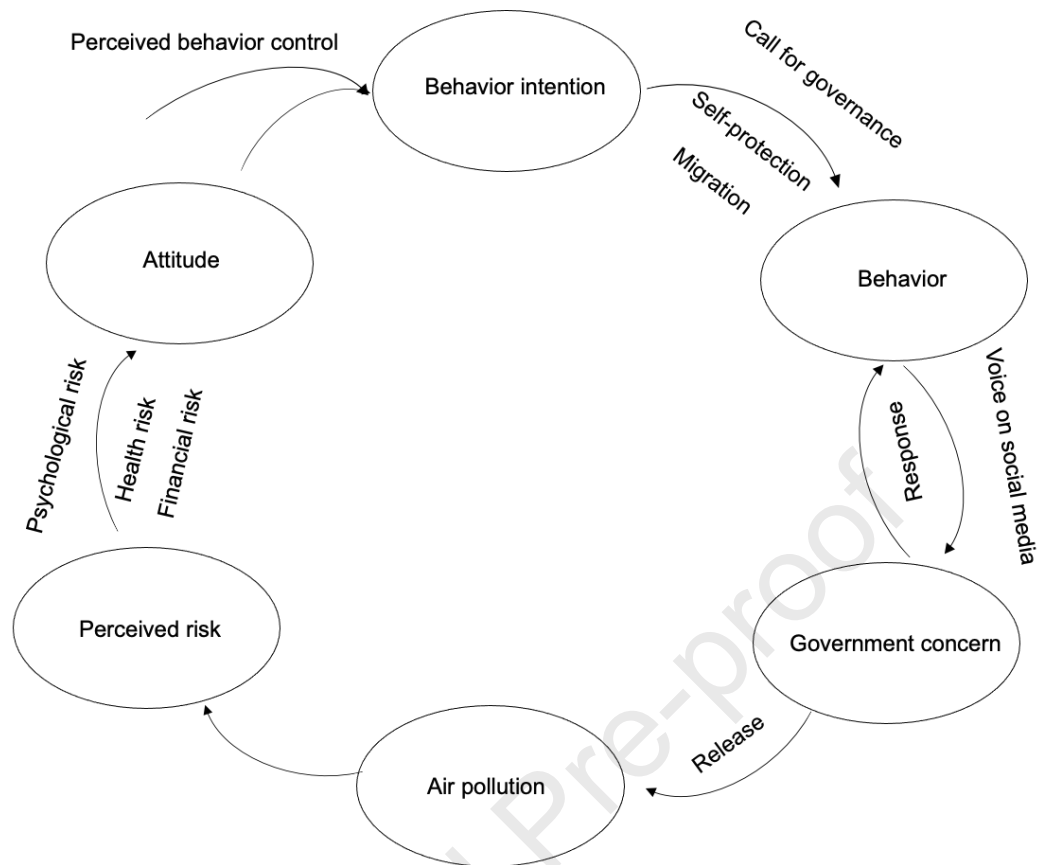 Perceived behavior control
Behavior intention
Call for governance
Self-protection
Migration
Attitude
Behavior
Psychological risk
Health risk
Financial risk
Response
Voice on social media
Perceived risk
Government concern
Release
Air pollution
l Pre-proof